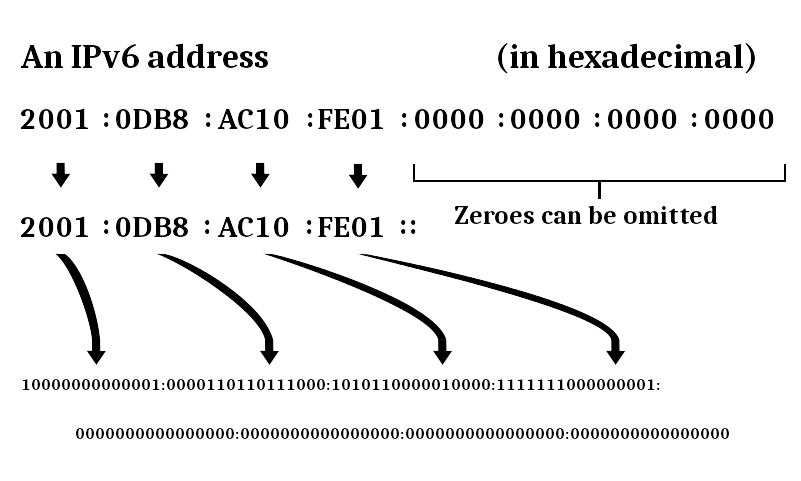 An IPv6 address (in hexadecimal)
2001 :0DB8 :AC10 :FE01 :0000 :0000 :0000 :0000
2001 :0DB8 :AC10 :FE01 ::
Zeroes can be omitted
10000000000001:0000110110111000:1010110000010000:1111111000000001:
0000000000000000:0000000000000000:0000000000000000:0000000000000000